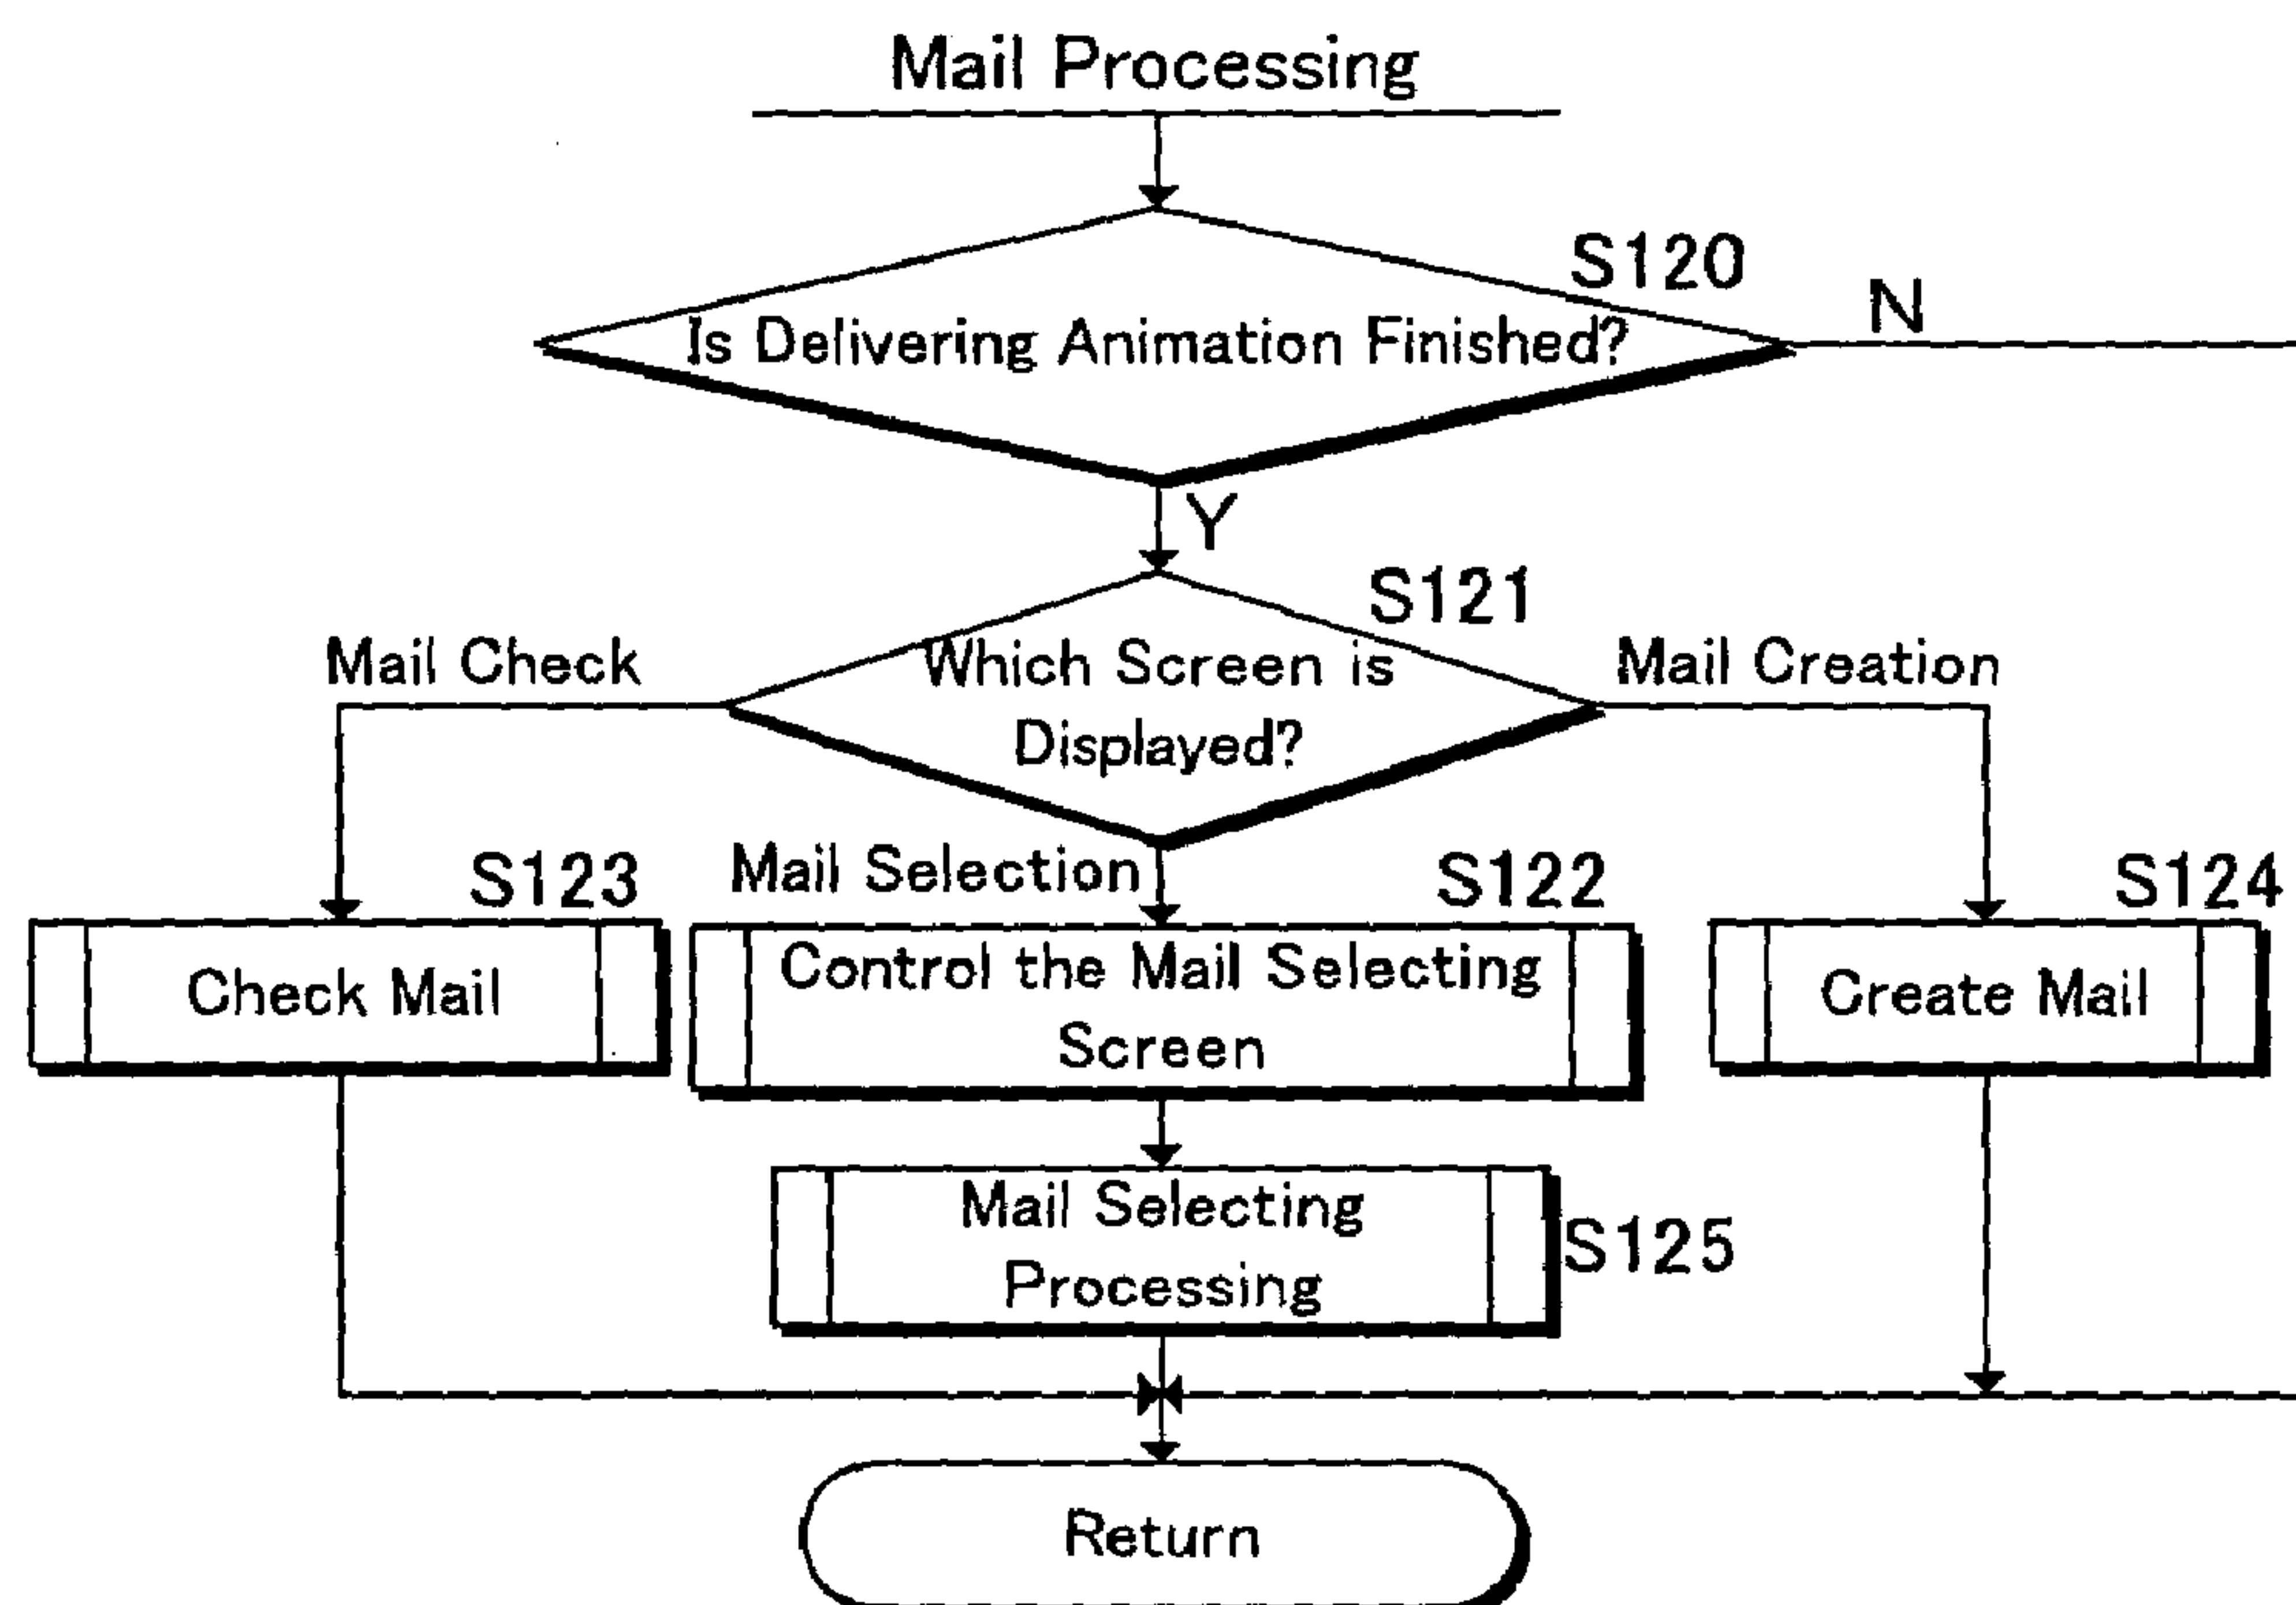 Mail Processing
S120
N
Is Delivering Animation Finished?
Y
S121
Mail Check
Which Screen is
Displayed?
Mail Creation
Mail Selection
S123
S122
S124
Check Mail
Control the Mail Selecting
Screen
Create Mail
Mail Selecting
Processing
S125
Return